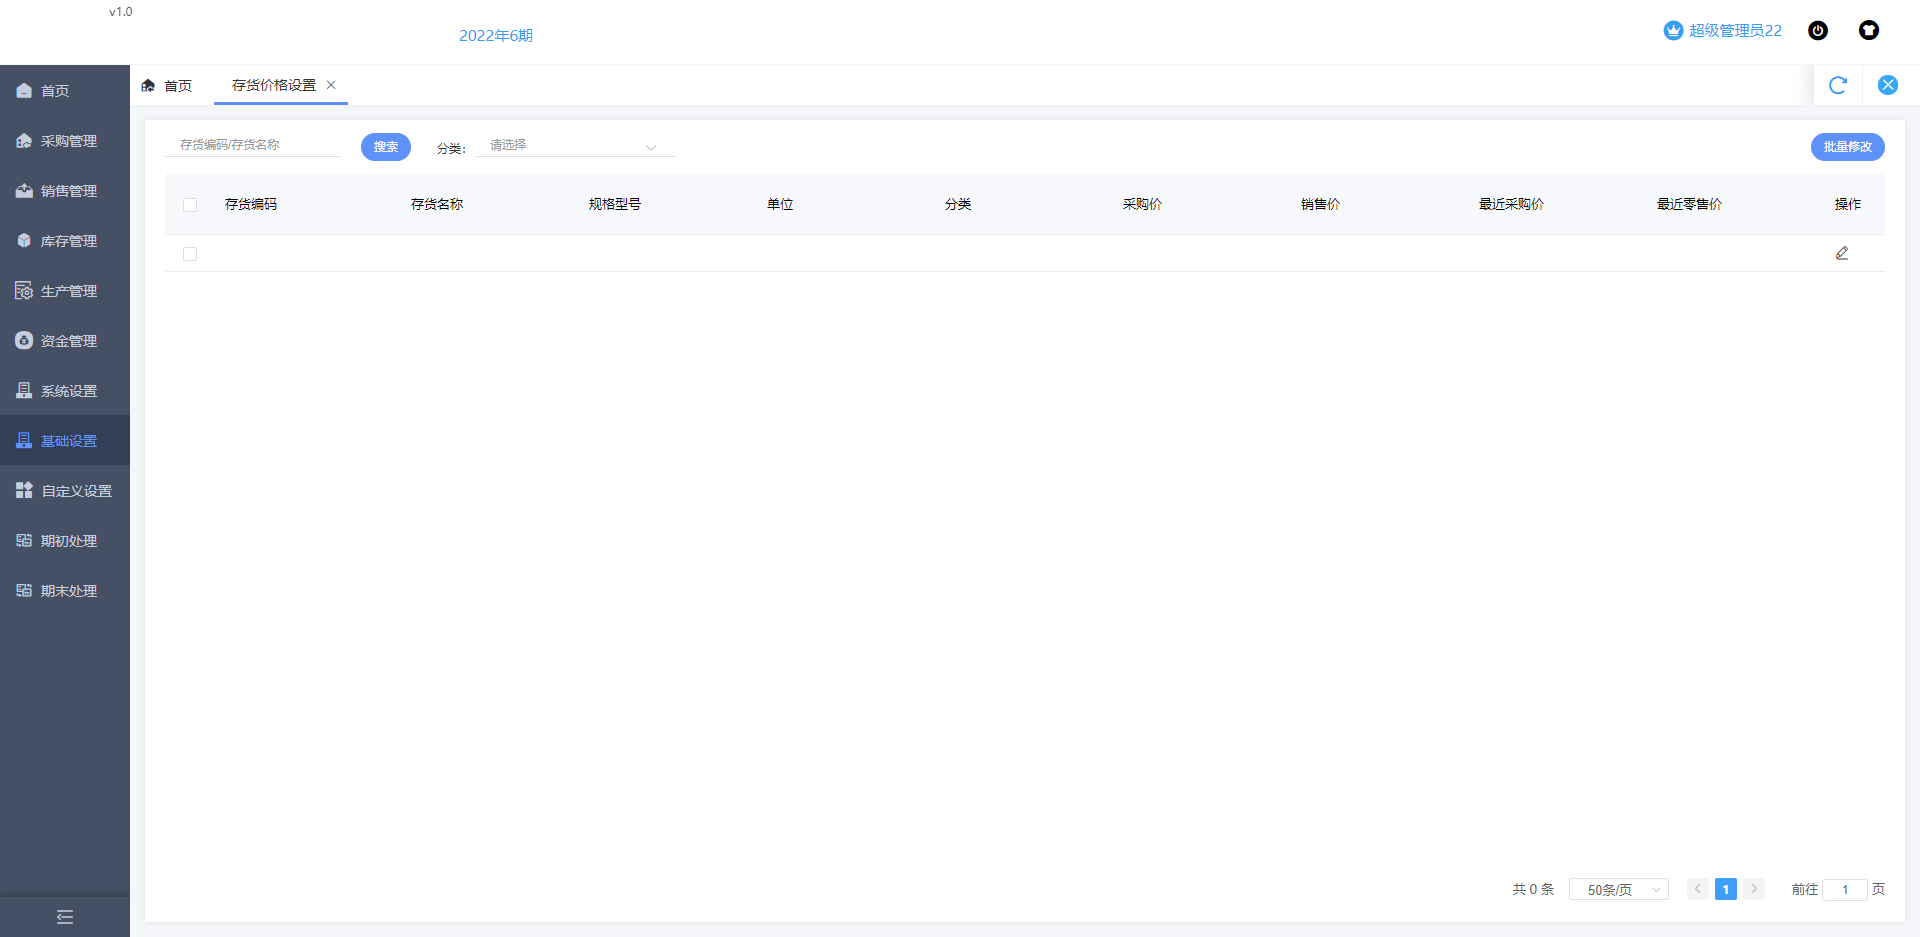 v1.0
2022年6期
超级管理员22
首页
采购管理
销售管理
库存管理
生产管理
资金管理
系统设置
基础设置
自定义设置
期初处理
期末处理
首页 存货价格设置
存货编码/存货名称 搜索 分类: 请选择 批量修改
存货编码 存货名称 规格型号 单位 分类 采购价 销售价 最近采购价 最近零售价 操作
共 0 条 50条/页 1 前往 1 页